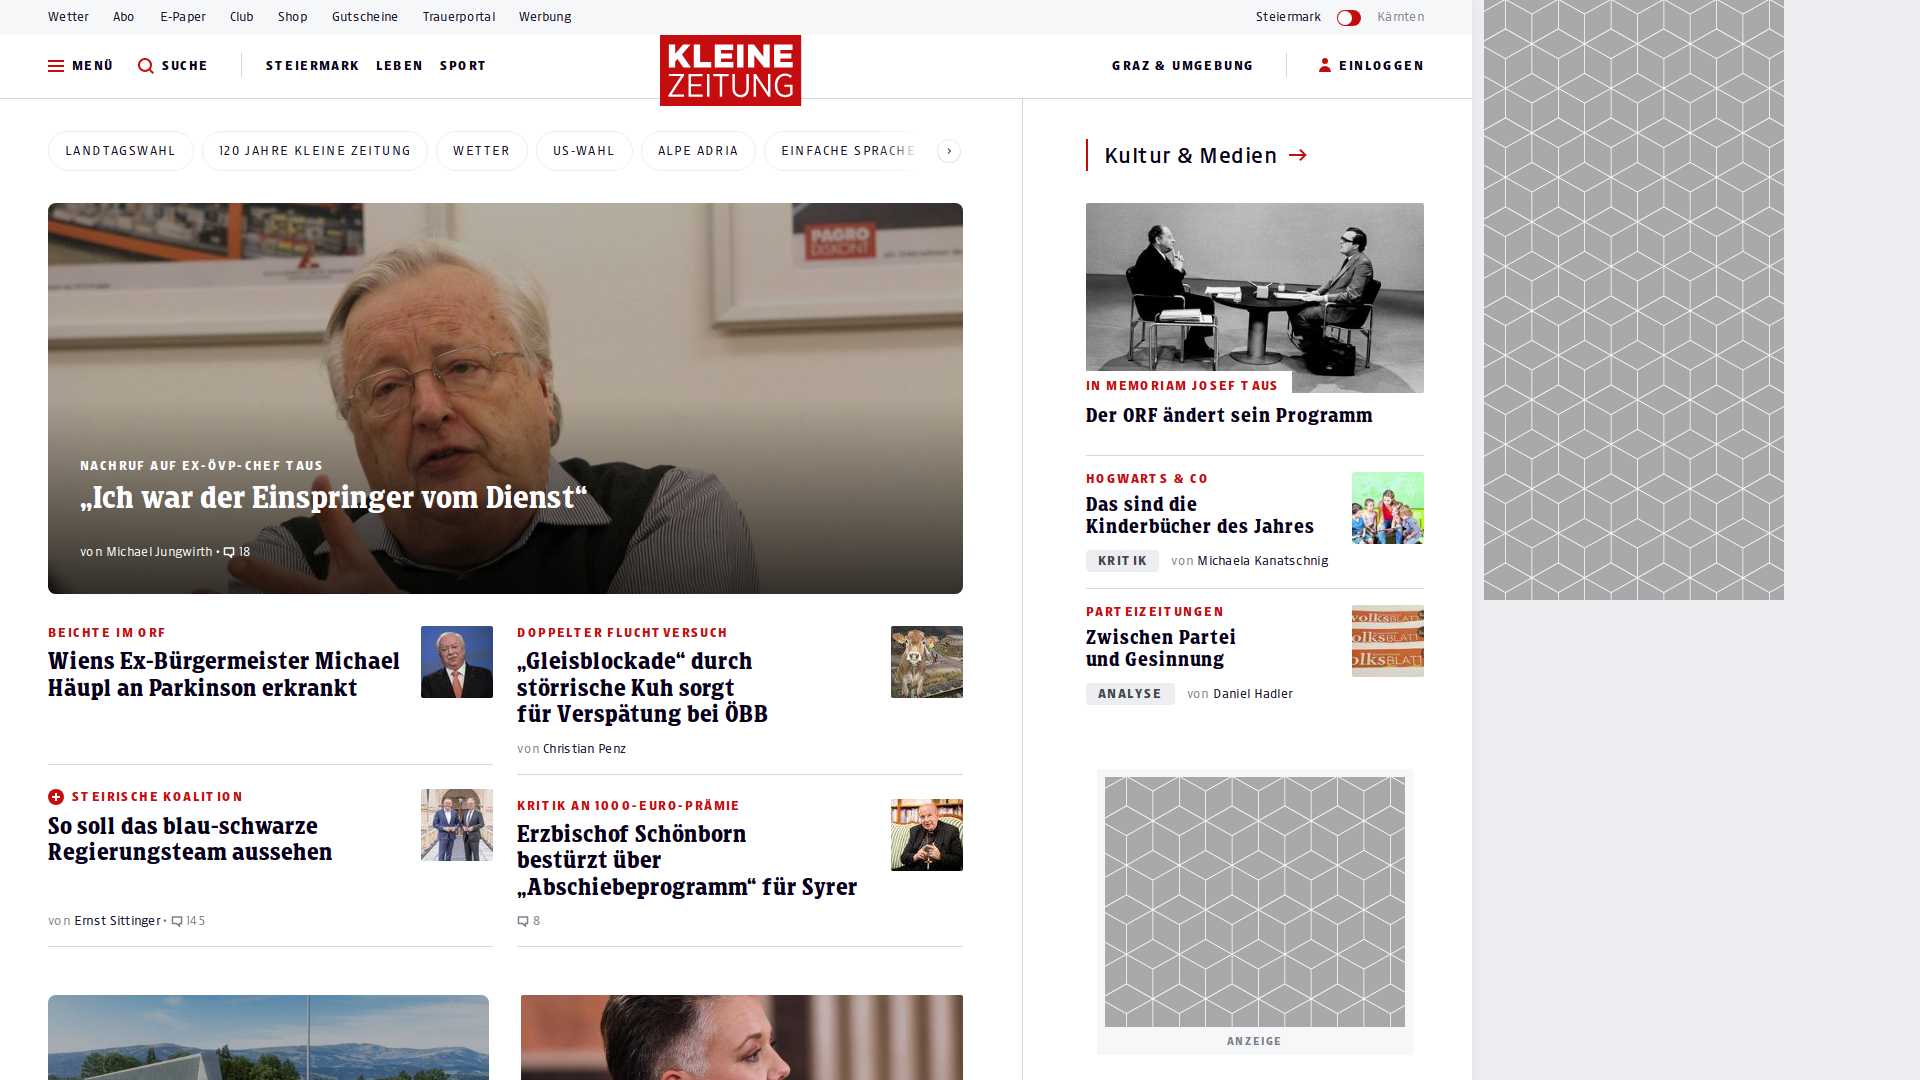 Wetter Abo E-Paper Club Shop Gutscheine Trauerportal Werbung Steiermark Kärnten
MENÜ SUCHE STEIERMARK LEBEN SPORT KLEINE ZEITUNG GRAZ & UMGEBUNG EINLOGGEN
LANDTAGSWAHL 120 JAHRE KLEINE ZEITUNG WETTER US-WAHL ALPE ADRIA EINFACHE SPRACHE
PAGRO
DISKONT
NACHRUF AUF EX-ÖVP-CHEF TAUS
„Ich war der Einspringer vom Dienst“
von Michael Jungwirth • 18
BEICHTE IM ORF
Wiens Ex-Bürgermeister Michael
Häupl an Parkinson erkrankt
DOPPELTER FLUCHTVERSUCH
„Gleisblockade“ durch
störrische Kuh sorgt
für Verspätung bei ÖBB
von Christian Penz
STEIRISCHE KOALITION
So soll das blau-schwarze
Regierungsteam aussehen
von Ernst Sittinger • 145
KRITIK AN 1000-EURO-PRÄMIE
Erzbischof Schönborn
bestürzt über
„Abschiebeprogramm“ für Syrer
8
Kultur & Medien
IN MEMORIAM JOSEF TAUS
Der ORF ändert sein Programm
HOGWARTS & CO
Das sind die
Kinderbücher des Jahres
KRITIK von Michaela Kanatschnig
PARTEIZEITUNGEN
Zwischen Partei
und Gesinnung
volksBLATT
olksBLATT
olksBLATT
ANALYSE von Daniel Hadler
ANZEIGE